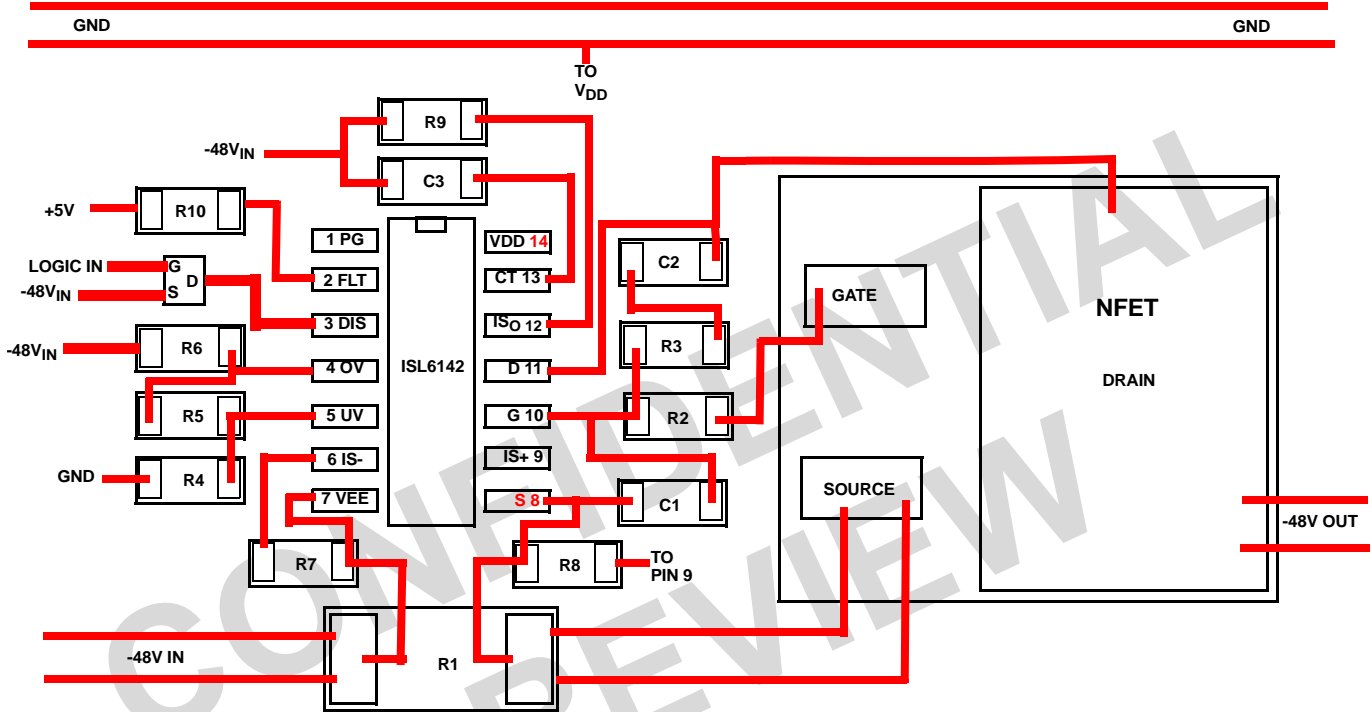 GND
GND
TO
VDD
R9
-48VIN
C3
+5V
R10
1 PG
VDD 14
LOGIC IN
G
D
S
-48VIN
2 FLT
CT 13
C2
3 DIS
ISO 12
GATE
NFET
-48VIN
R6
4 OV
ISL6142
D 11
R3
DRAIN
R5
5 UV
G 10
R2
GND
R4
6 IS-
IS+ 9
7 VEE
S 8
C1
SOURCE
-48V OUT
R7
R8
TO
PIN 9
-48V IN
R1
CONFIDENTIAL
PREVIEW